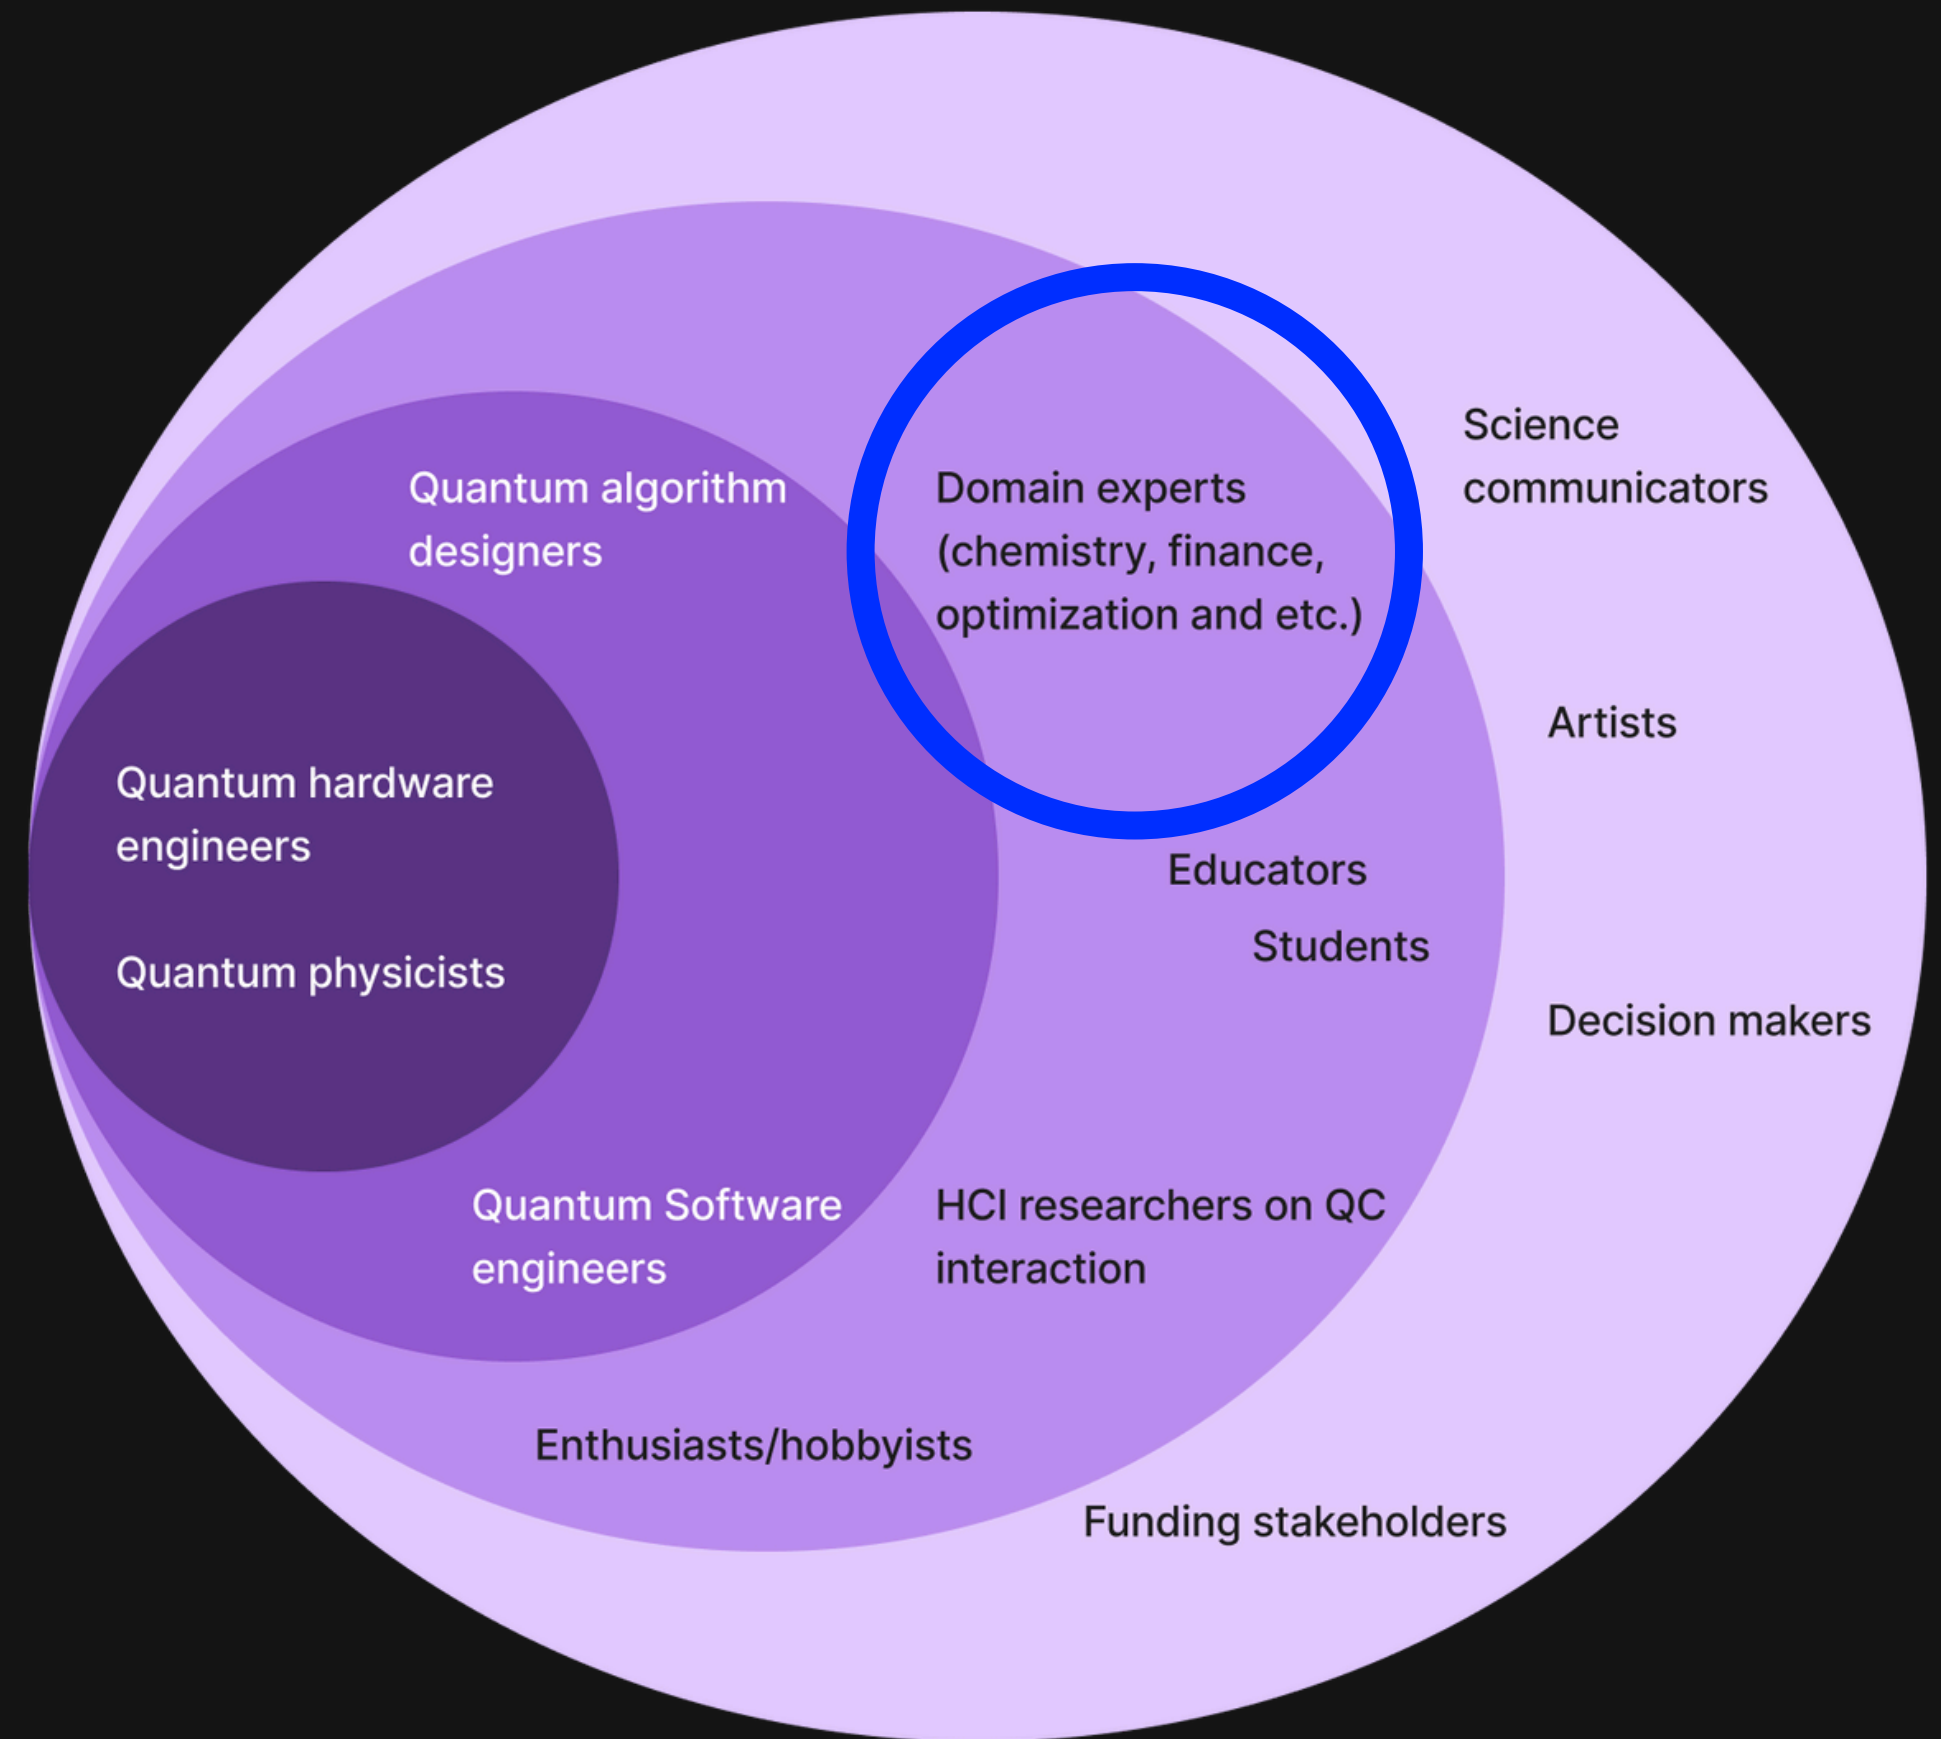 Science
communicators
Quantum algorithm
designers
Domain experts
(chemistry, finance,
optimization and etc.)
Artists
Quantum hardware
engineers
Educators
Students
Quantum physicists
Decision makers
Quantum Software
engineers
HCI researchers on QC
interaction
Enthusiasts/hobbyists
Funding stakeholders